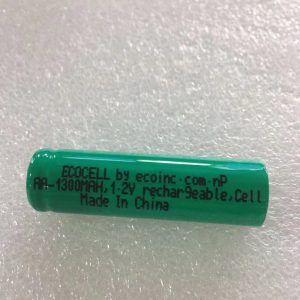 ECOCELL by ecoinc.com.nP
AA-1300MAH,1.2V rechargeable,Cell
Made In China